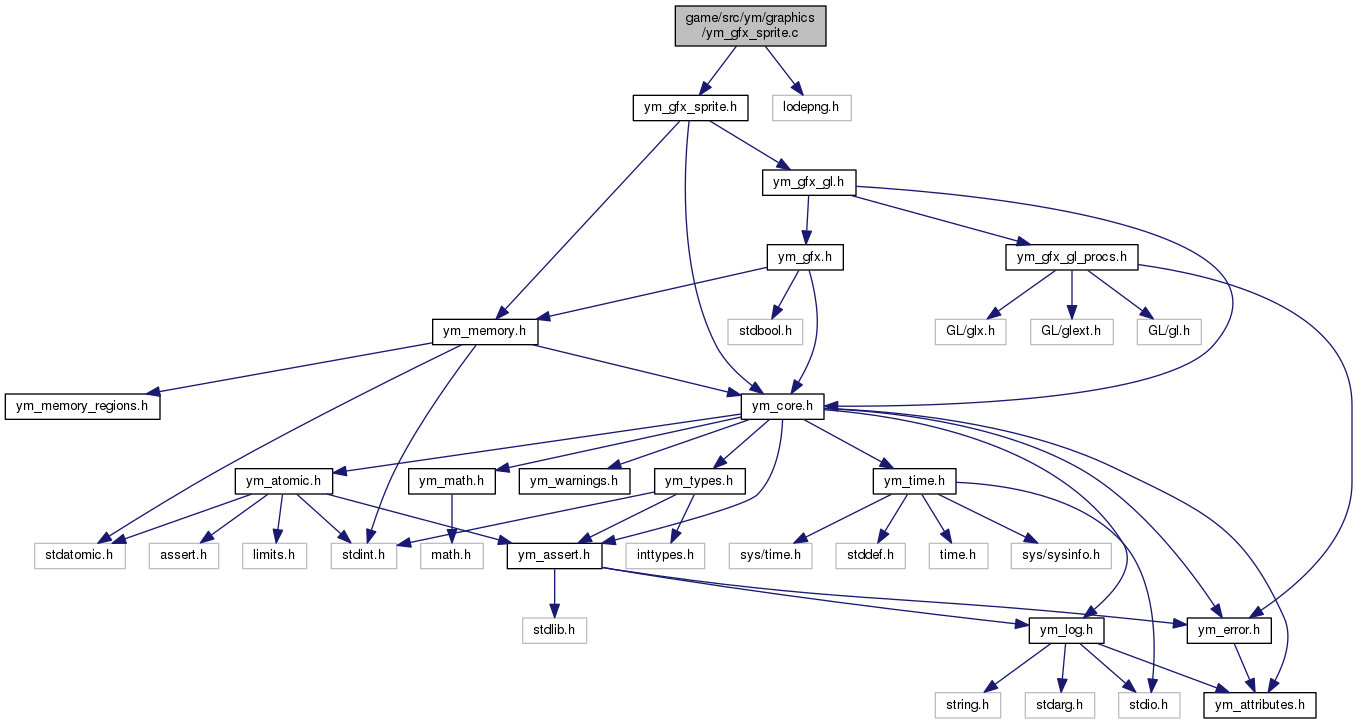 game/src/ym/graphics
/ym_gfx_sprite.c
ym_gfx_sprite.h
lodepng.h
ym_gfx_gl.h
ym_gfx.h
ym_gfx_gl_procs.h
ym_memory.h
stdbool.h
GL/glx.h
GL/glext.h
GL/gl.h
ym_memory_regions.h
ym_core.h
ym_atomic.h
ym_math.h
ym_warnings.h
ym_types.h
ym_time.h
stdatomic.h
assert.h
limits.h
stdint.h
math.h
ym_assert.h
inttypes.h
sys/time.h
stddef.h
time.h
sys/sysinfo.h
stdlib.h
ym_log.h
ym_error.h
string.h
stdarg.h
stdio.h
ym_attributes.h